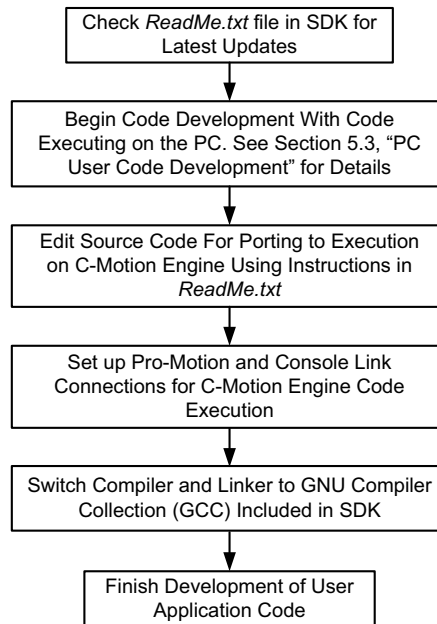 Check ReadMe.txt file in SDK for
Latest Updates
Begin Code Development With Code
Executing on the PC. See Section 5.3, “PC
User Code Development” for Details
Edit Source Code For Porting to Execution
on C-Motion Engine Using Instructions in
ReadMe.txt
Set up Pro-Motion and Console Link
Connections for C-Motion Engine Code
Execution
Switch Compiler and Linker to GNU Compiler
Collection (GCC) Included in SDK
Finish Development of User
Application Code